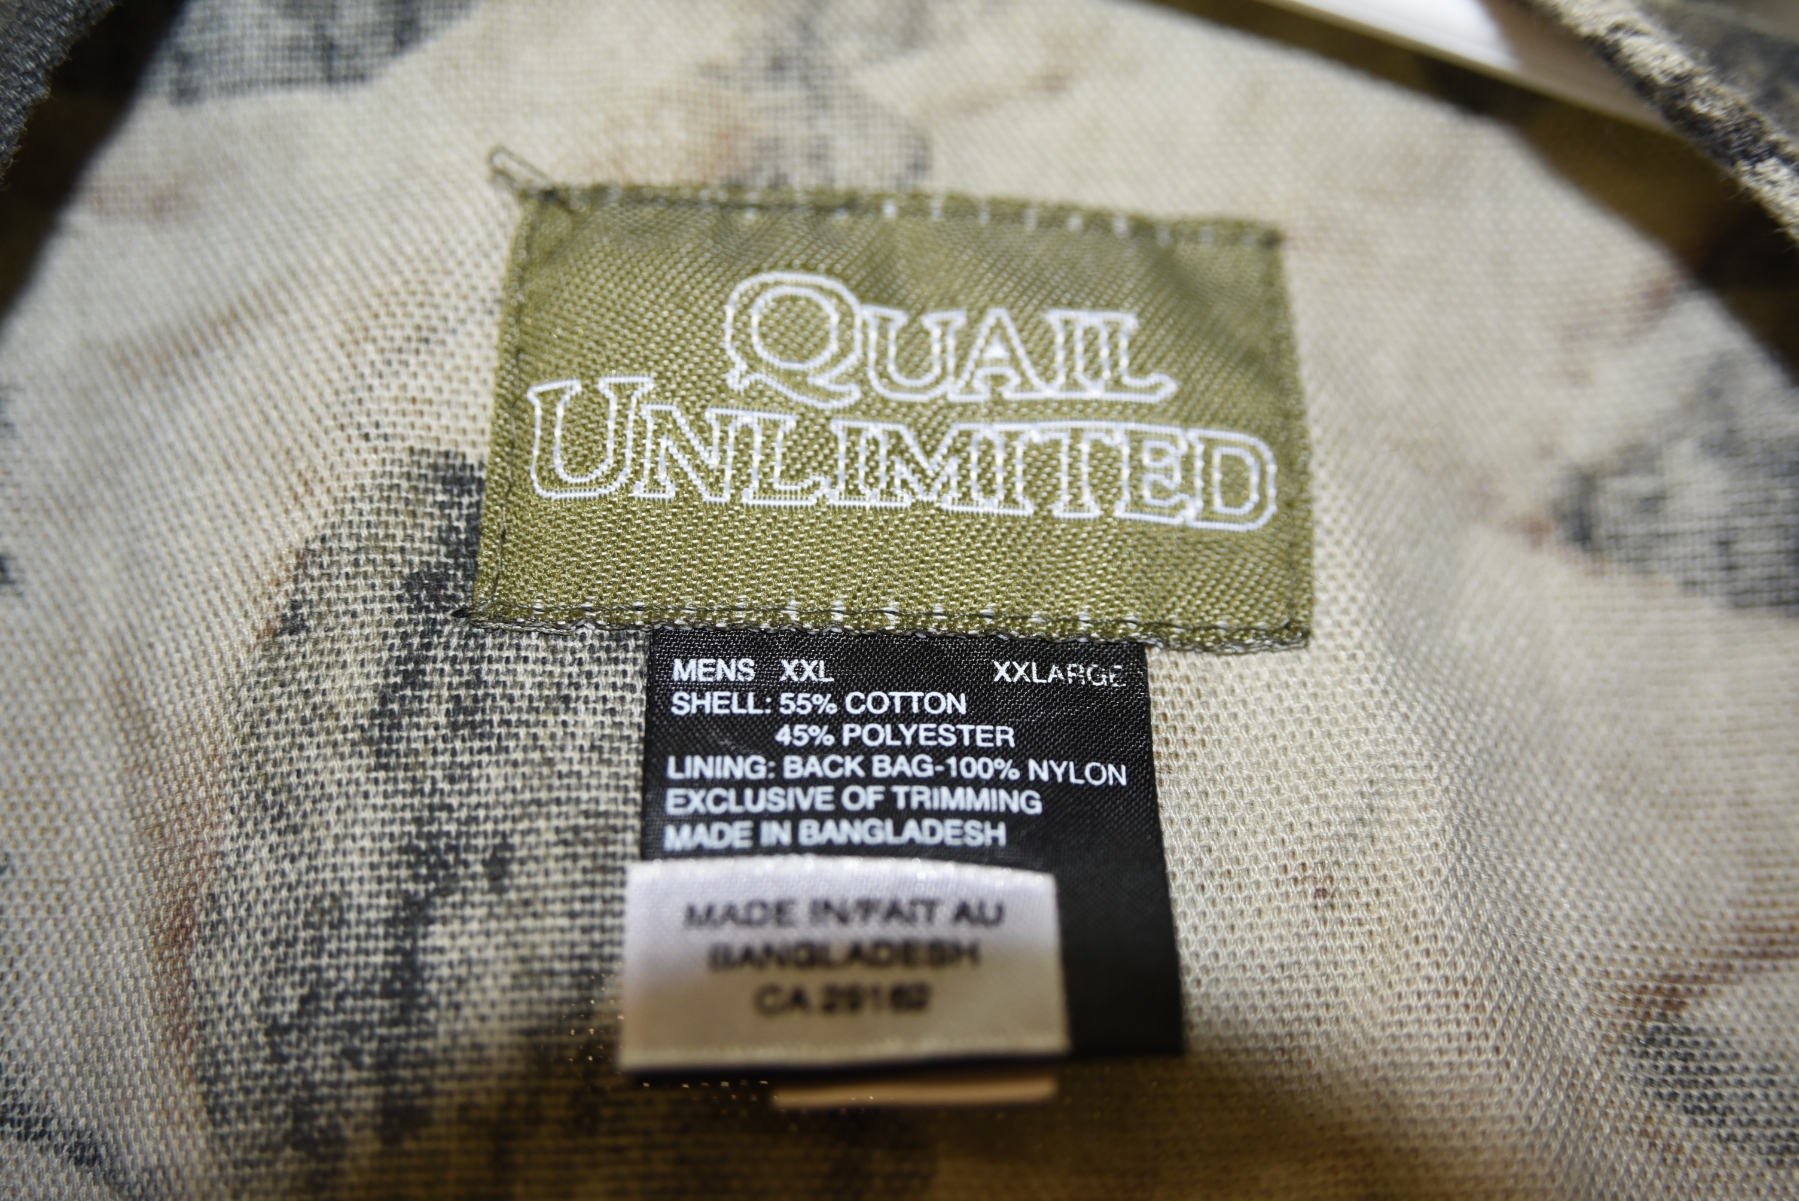 QUAIL
UNLIMITED
MENS XXL XXLARGE
SHELL: 55% COTTON
45% POLYESTER
LINING: BACK BAG-100% NYLON
EXCLUSIVE OF TRIMMING
MADE IN BANGLADESH
MADE IN/FAIT AU
BANGLADESH
CA 29162